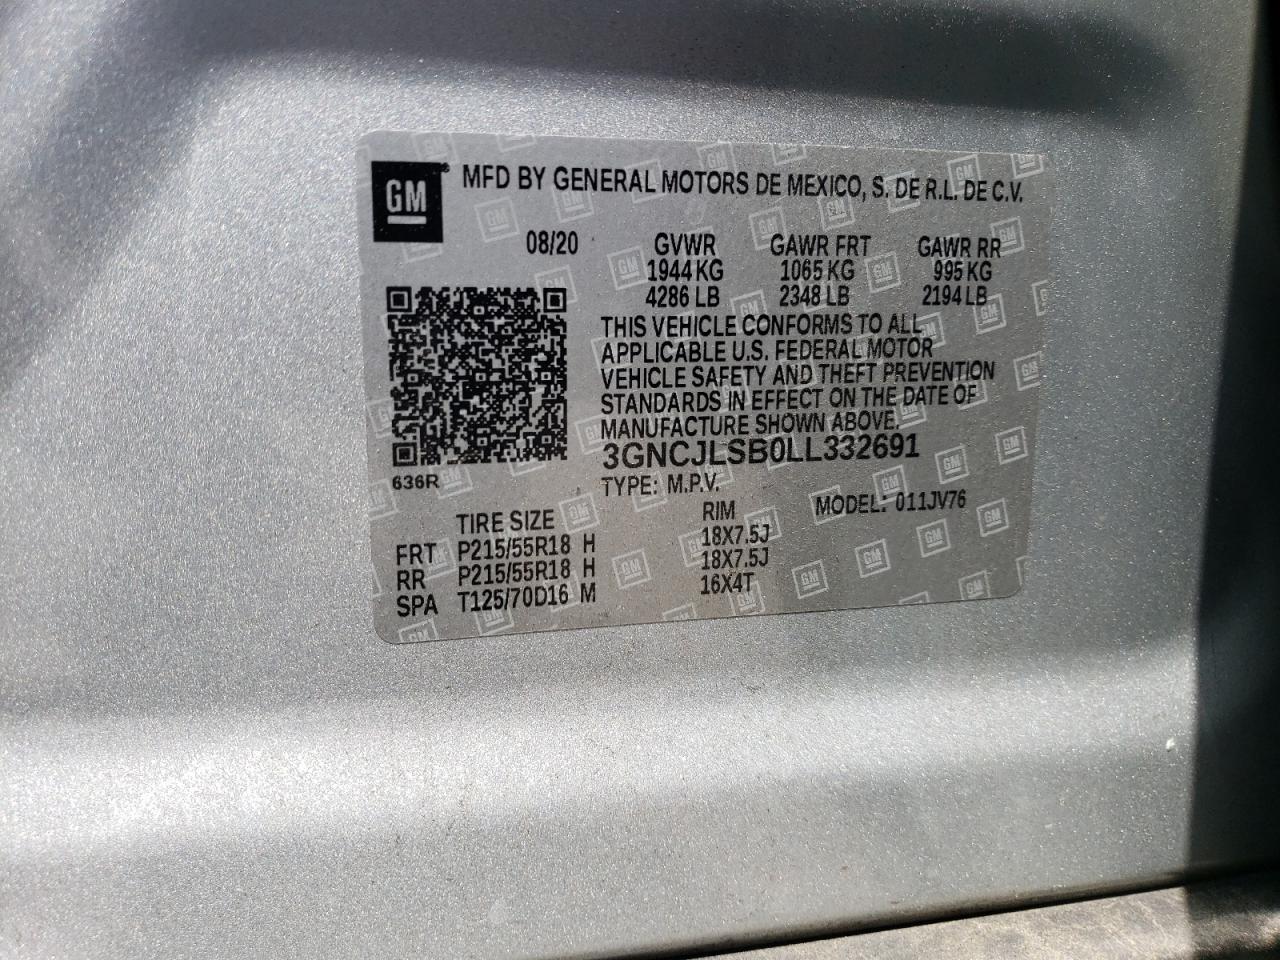 GM ® MFD BY GENERAL MOTORS DE MEXICO, S. DE R.L. DE C.V.
08/20 GVWR GAWR FRT GAWR RR
1944 KG 1065 KG 995 KG
4286 LB 2348 LB 2194 LB
THIS VEHICLE CONFORMS TO ALL
APPLICABLE U.S. FEDERAL MOTOR
VEHICLE SAFETY AND THEFT PREVENTION
STANDARDS IN EFFECT ON THE DATE OF
MANUFACTURE SHOWN ABOVE.
3GNCJLSB0LL332691
636R TYPE: M.P.V. MODEL: 011JV76
TIRE SIZE RIM
FRT P215/55R18 H 18X7.5J
RR P215/55R18 H 18X7.5J
SPA T125/70D16 M 16X4T